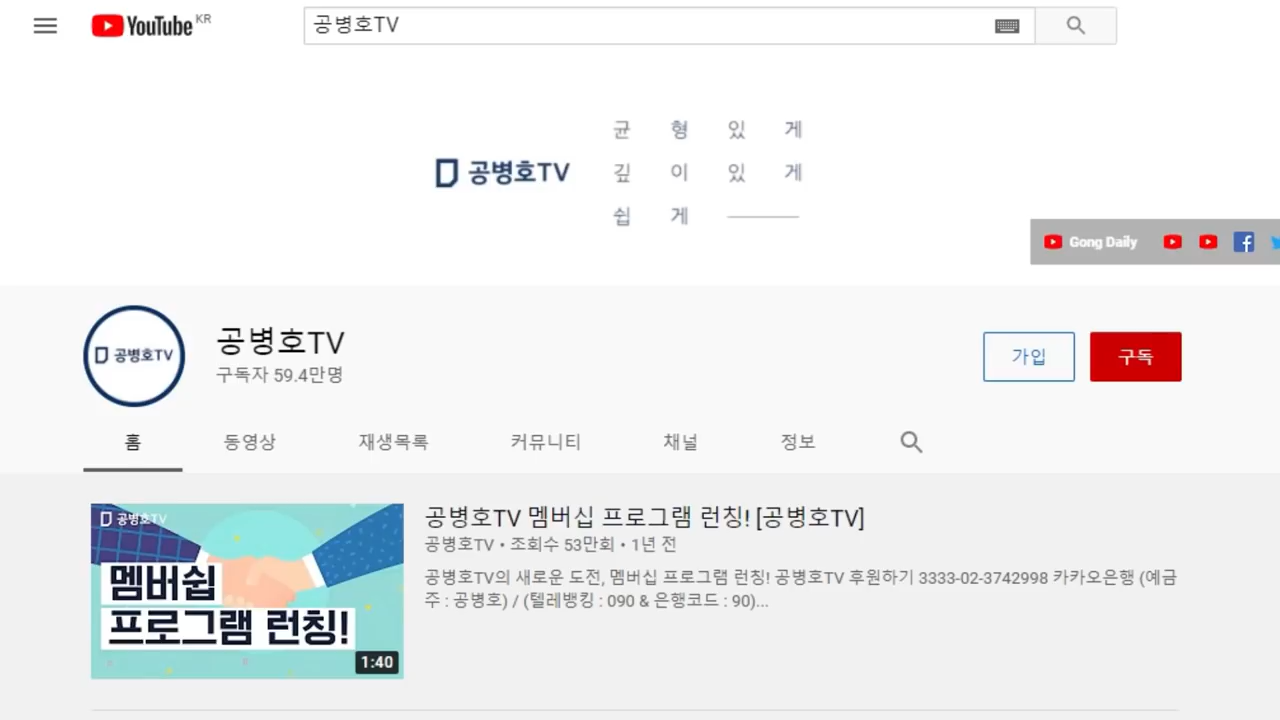 YouTube KR
공병호TV
균 형 있 게
공병호TV
깊 이 있 게
쉽 게
Gong Daily
공병호TV
공병호TV
구독자 59.4만명
가입
구독
홈 동영상 재생목록 커뮤니티 채널 정보
공병호TV
멤버쉽
프로그램 런칭!
1:40
공병호TV 멤버십 프로그램 런칭! [공병호TV]
공병호TV • 조회수 53만회 • 1년 전
공병호TV의 새로운 도전, 멤버십 프로그램 런칭! 공병호TV 후원하기 3333-02-3742998 카카오은행 (예금
주 : 공병호) / (텔레뱅킹 : 090 & 은행코드 : 90)...